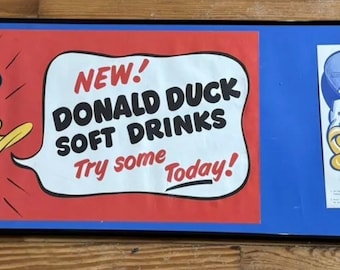 NEW!
DONALD DUCK
SOFT DRINKS
Try some Today!